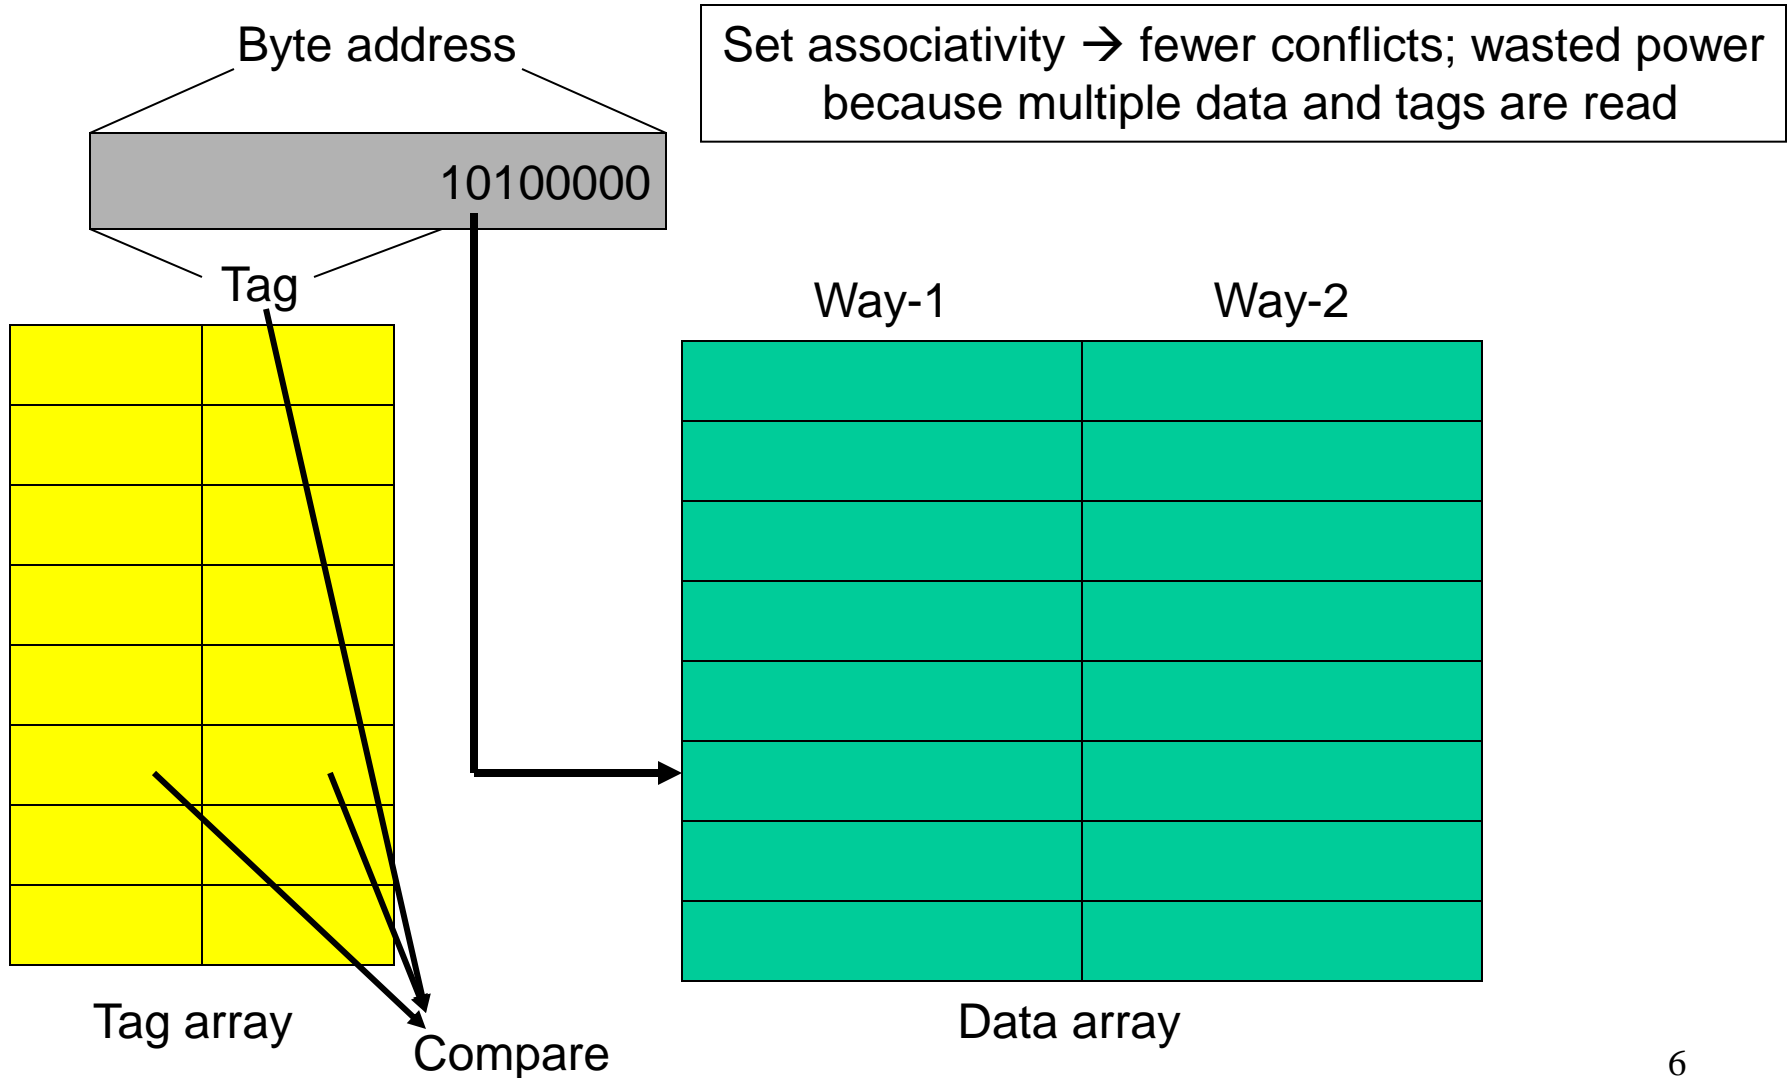 Byte address
Set associativity → fewer conflicts; wasted power
because multiple data and tags are read
10100000
Tag
Way-1
Way-2
Tag array
Data array
Compare
6